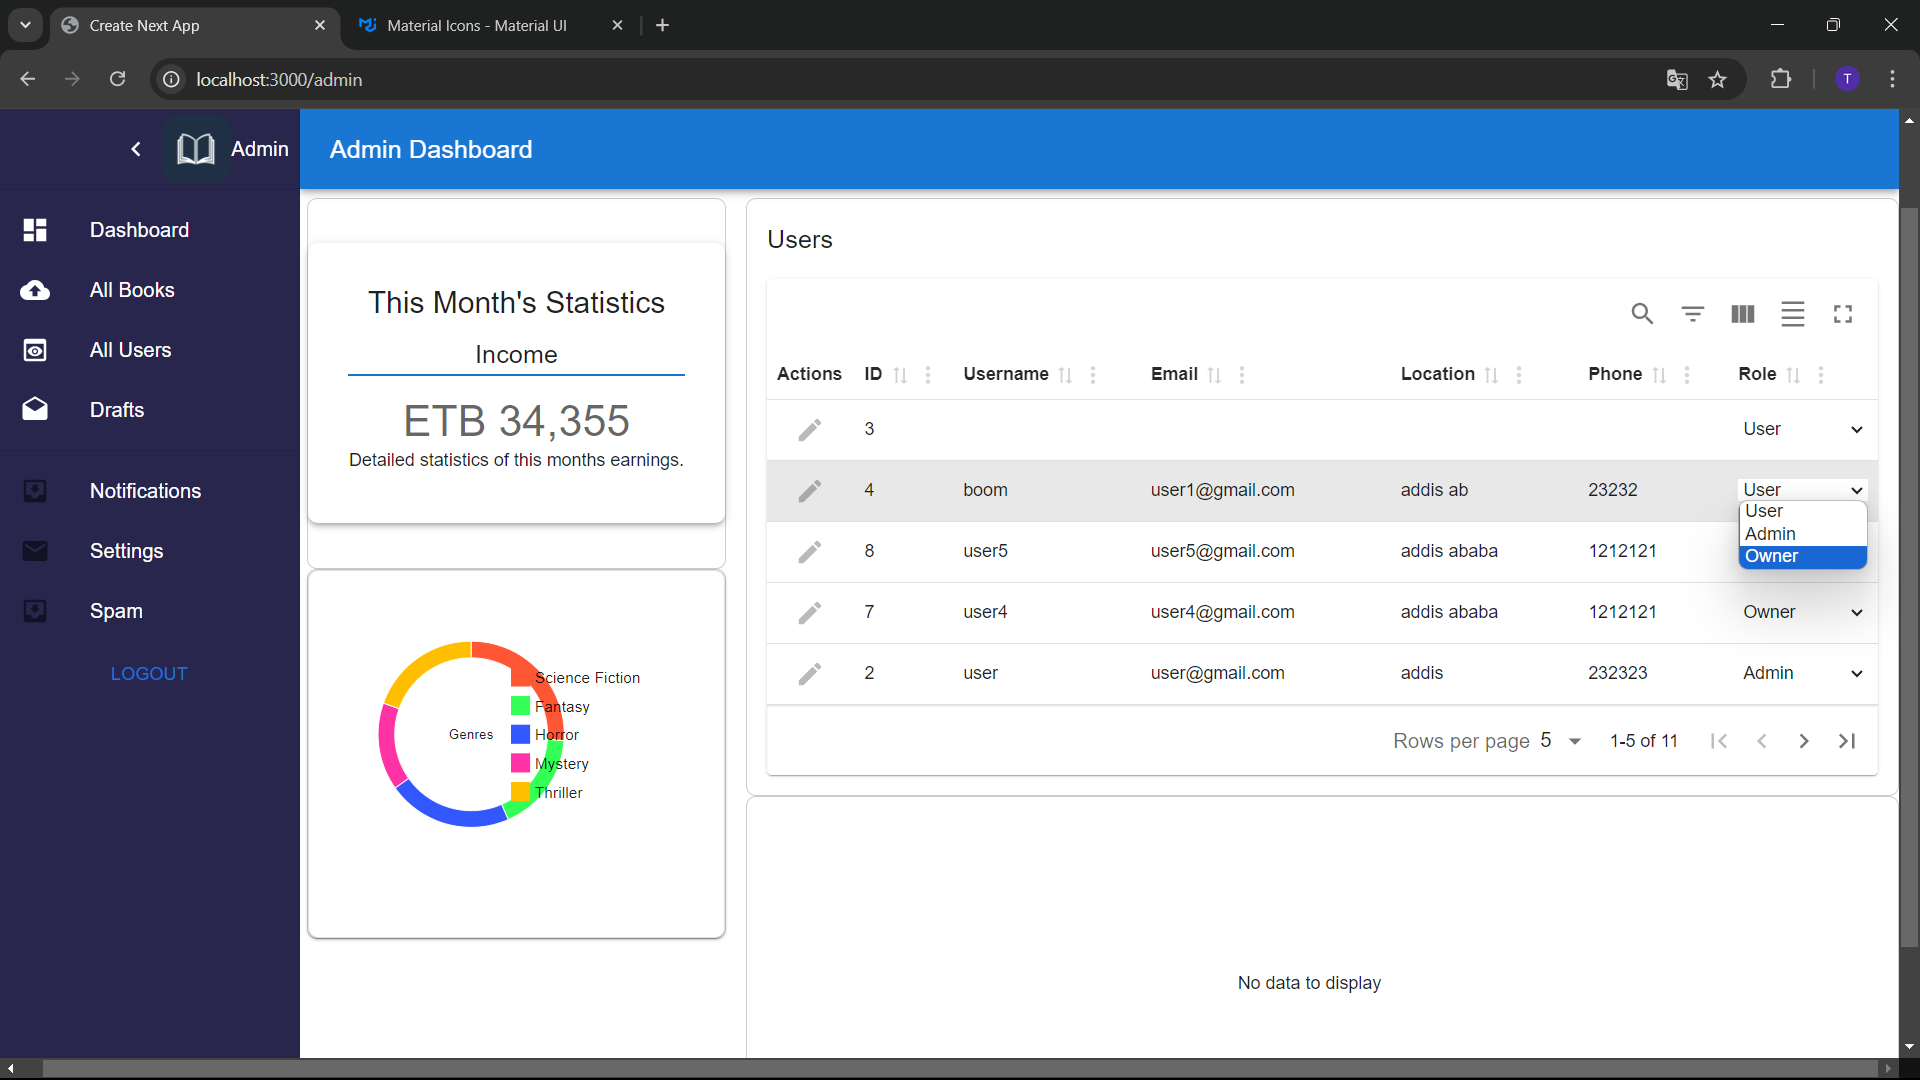 Create Next App
Material Icons - Material UI
localhost:3000/admin
T
Admin
Admin Dashboard
Dashboard
All Books
All Users
Drafts
Notifications
Settings
Spam
LOGOUT
This Month's Statistics
Income
ETB 34,355
Detailed statistics of this months earnings.
Genres
Science Fiction
Fantasy
Horror
Mystery
Thriller
Users
Actions ID Username Email Location Phone Role
3 User
4 boom user1@gmail.com addis ab 23232 User
User
Admin
Owner
8 user5 user5@gmail.com addis ababa 1212121
7 user4 user4@gmail.com addis ababa 1212121 Owner
2 user user@gmail.com addis 232323 Admin
Rows per page 5 1-5 of 11
No data to display